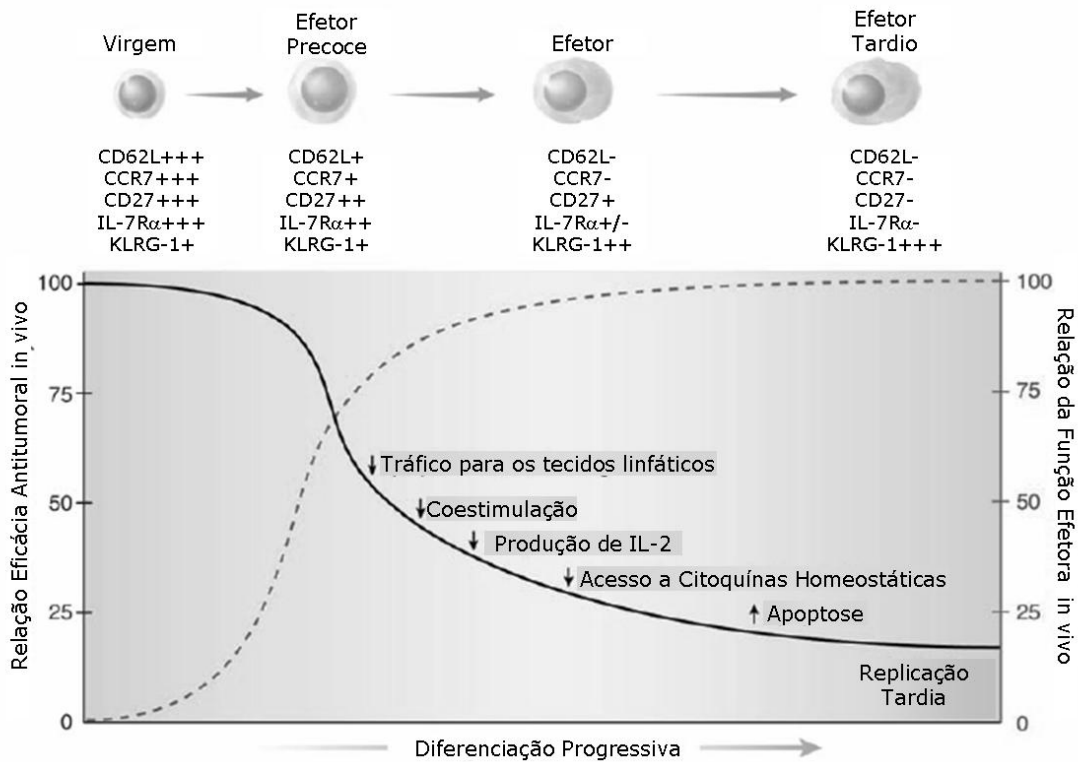 Virgem
Efetor
Precoce
Efetor
Efetor
Tardio
CD62L+++
CCR7+++
CD27+++
IL-7Rα+++
KLRG-1+
CD62L+
CCR7+
CD27++
IL-7Rα++
KLRG-1+
CD62L-
CCR7-
CD27+
IL-7Rα+/-
KLRG-1++
CD62L-
CCR7-
CD27-
IL-7Rα-
KLRG-1+++
Relação Eficácia Antitumoral in vivo
100
75
50
25
0
↓ Tráfico para os tecidos linfáticos
↓ Coestimulação
↓ Produção de IL-2
↓ Acesso a Citoquínas Homeostáticas
↑ Apoptose
Replicação
Tardia
100
75
50
25
0
Relação da Função Efetora in vivo
Diferenciação Progressiva